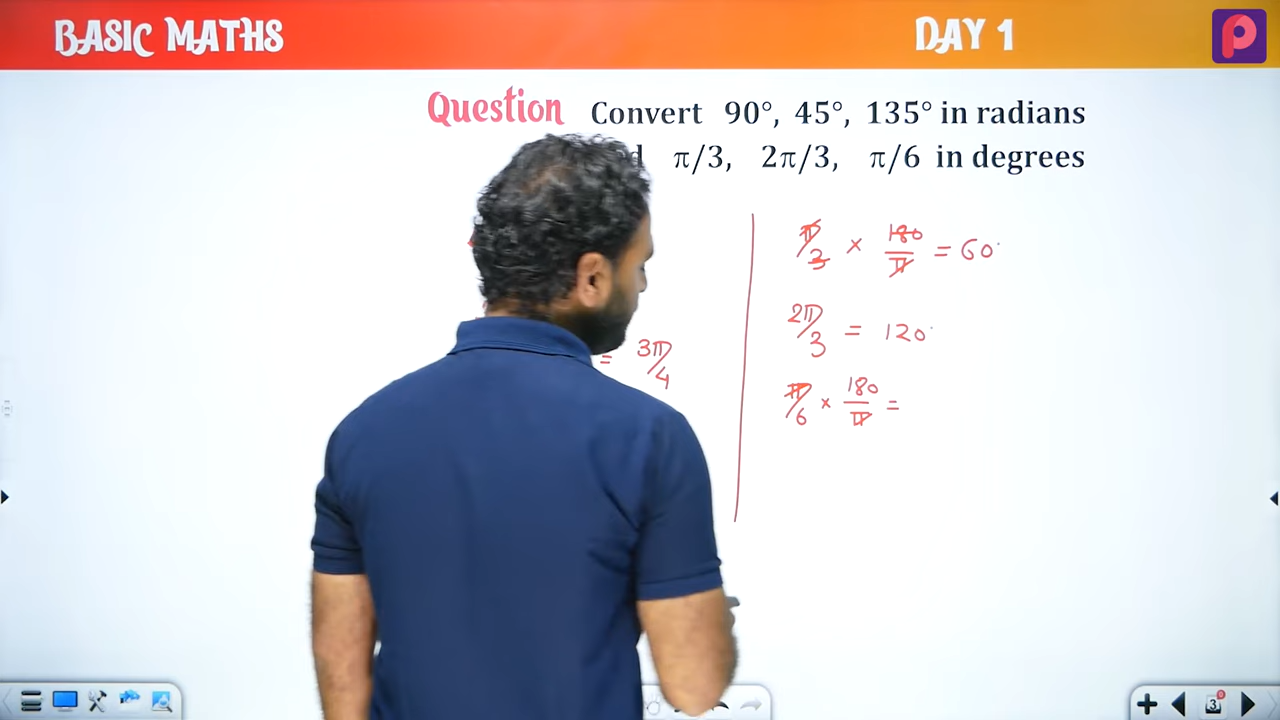 BASIC MATHS
DAY 1
Question Convert 90°, 45°, 135° in radians
π/3, 2π/3, π/6 in degrees
π/3 × 180/π = 60°
2π/3 = 120°
= 3π/4
π/6 × 180/π =
3